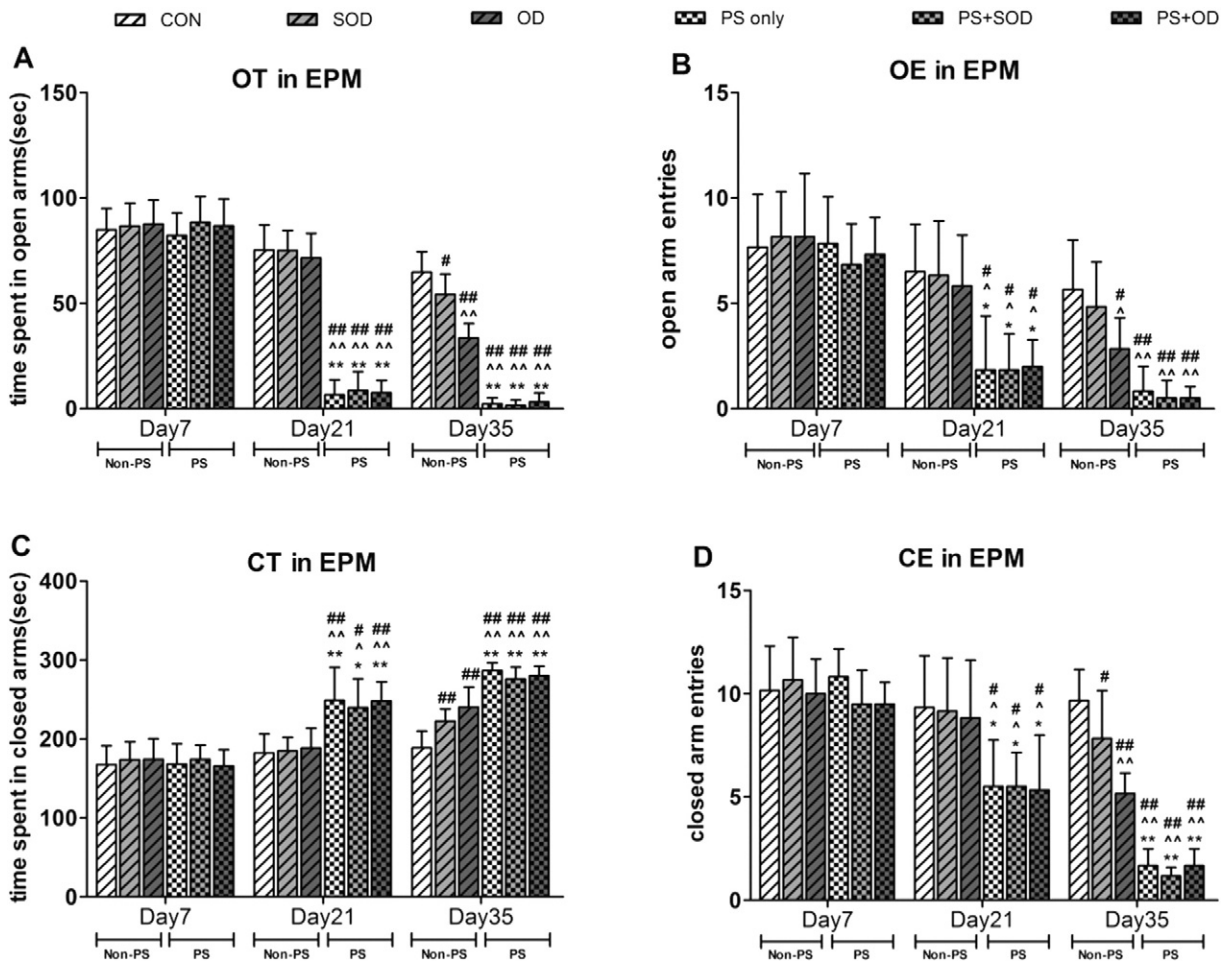 CON SOD OD PS only PS+SOD PS+OD
A
OT in EPM
time spent in open arms(sec)
150
100
50
0
#
##
^^
## ## ##
^^ ^^ ^^
** ** **
## ## ##
^^ ^^ ^^
** ** **
Day7 Day21 Day35
Non-PS PS Non-PS PS Non-PS PS
B
OE in EPM
open arm entries
15
10
5
0
# # #
^ ^ ^
* * *
#
^
## ## ##
^^ ^^ ^^
Day7 Day21 Day35
Non-PS PS Non-PS PS Non-PS PS
C
CT in EPM
time spent in closed arms(sec)
400
300
200
100
0
## # ##
^^ ^ ^^
** * **
## ##
## ## ##
^^ ^^ ^^
** ** **
Day7 Day21 Day35
Non-PS PS Non-PS PS Non-PS PS
D
CE in EPM
closed arm entries
15
10
5
0
# # #
^ ^ ^
* * *
#
##
^^
## ## ##
^^ ^^ ^^
** ** **
Day7 Day21 Day35
Non-PS PS Non-PS PS Non-PS PS